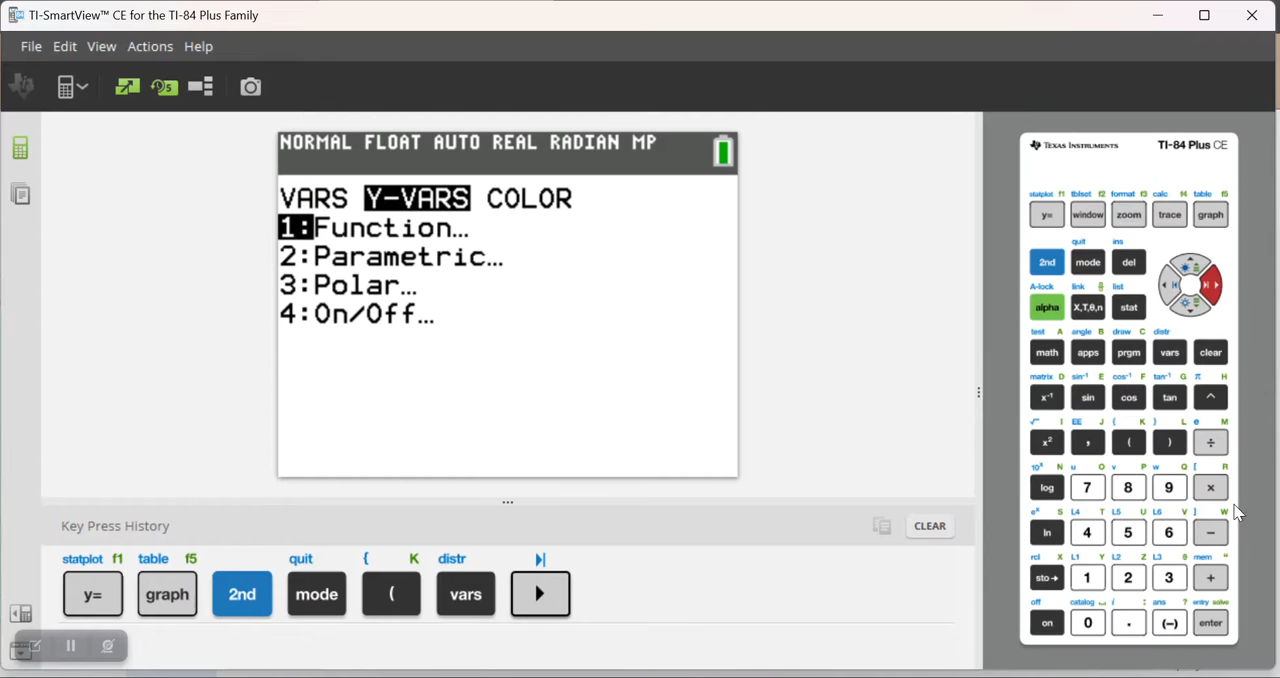 TI-SmartView™ CE for the TI-84 Plus Family
File Edit View Actions Help
NORMAL FLOAT AUTO REAL RADIAN MP
VARS Y-VARS COLOR
1:Function…
2:Parametric…
3:Polar…
4:On/Off…
Key Press History
CLEAR
statplot f1 table f5 quit { K distr
y= graph 2nd mode ( vars
TEXAS INSTRUMENTS TI-84 Plus CE
statplot f1 tblset f2 format f3 calc f4 table f5
y= window zoom trace graph
quit ins
2nd mode del
A-lock link list
alpha X,T,θ,n stat
test A angle B draw C distr
math apps prgm vars clear
matrix D sin⁻¹ E cos⁻¹ F tan⁻¹ G π H
x⁻¹ sin cos tan ^
√ I EE J { K } L e M
x² , ( ) ÷
10ˣ N u O v P w Q [ R
log 7 8 9 ×
eˣ S L4 T L5 U L6 V ] W
ln 4 5 6 −
rcl X L1 Y L2 Z L3 θ mem "
sto→ 1 2 3 +
off catalog i : ans ? entry solve
on 0 . (−) enter